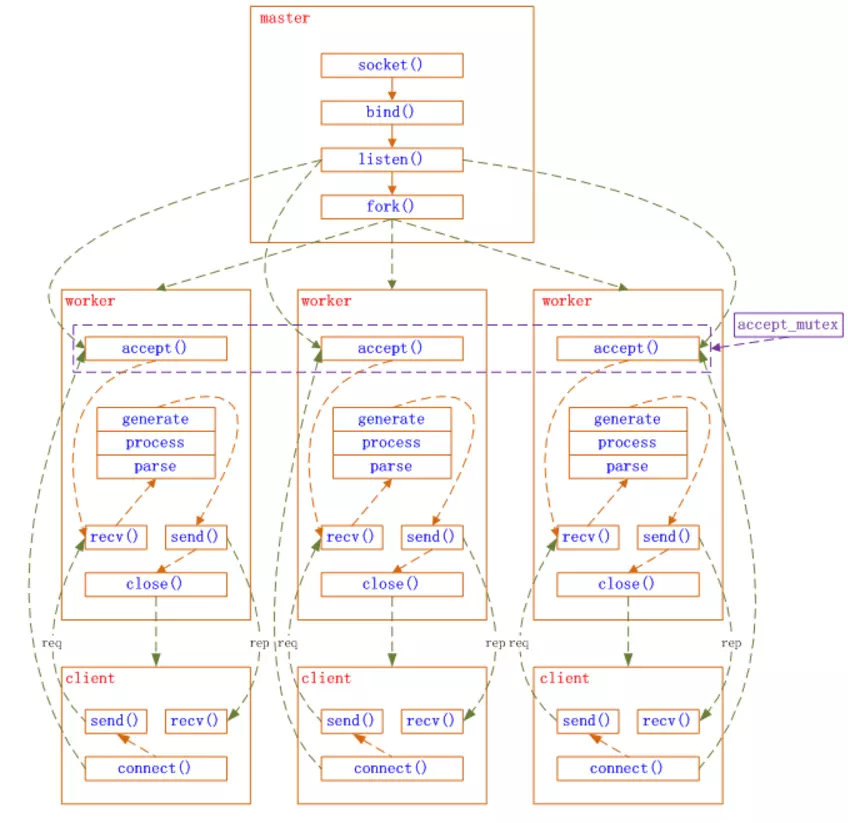 master
socket()
bind()
listen()
fork()
worker worker worker
accept_mutex
accept() accept() accept()
generate generate generate
process process process
parse parse parse
recv() send() recv() send() recv() send()
close() close() close()
req rep req rep req rep
client client client
send() recv() send() recv() send() recv()
connect() connect() connect()